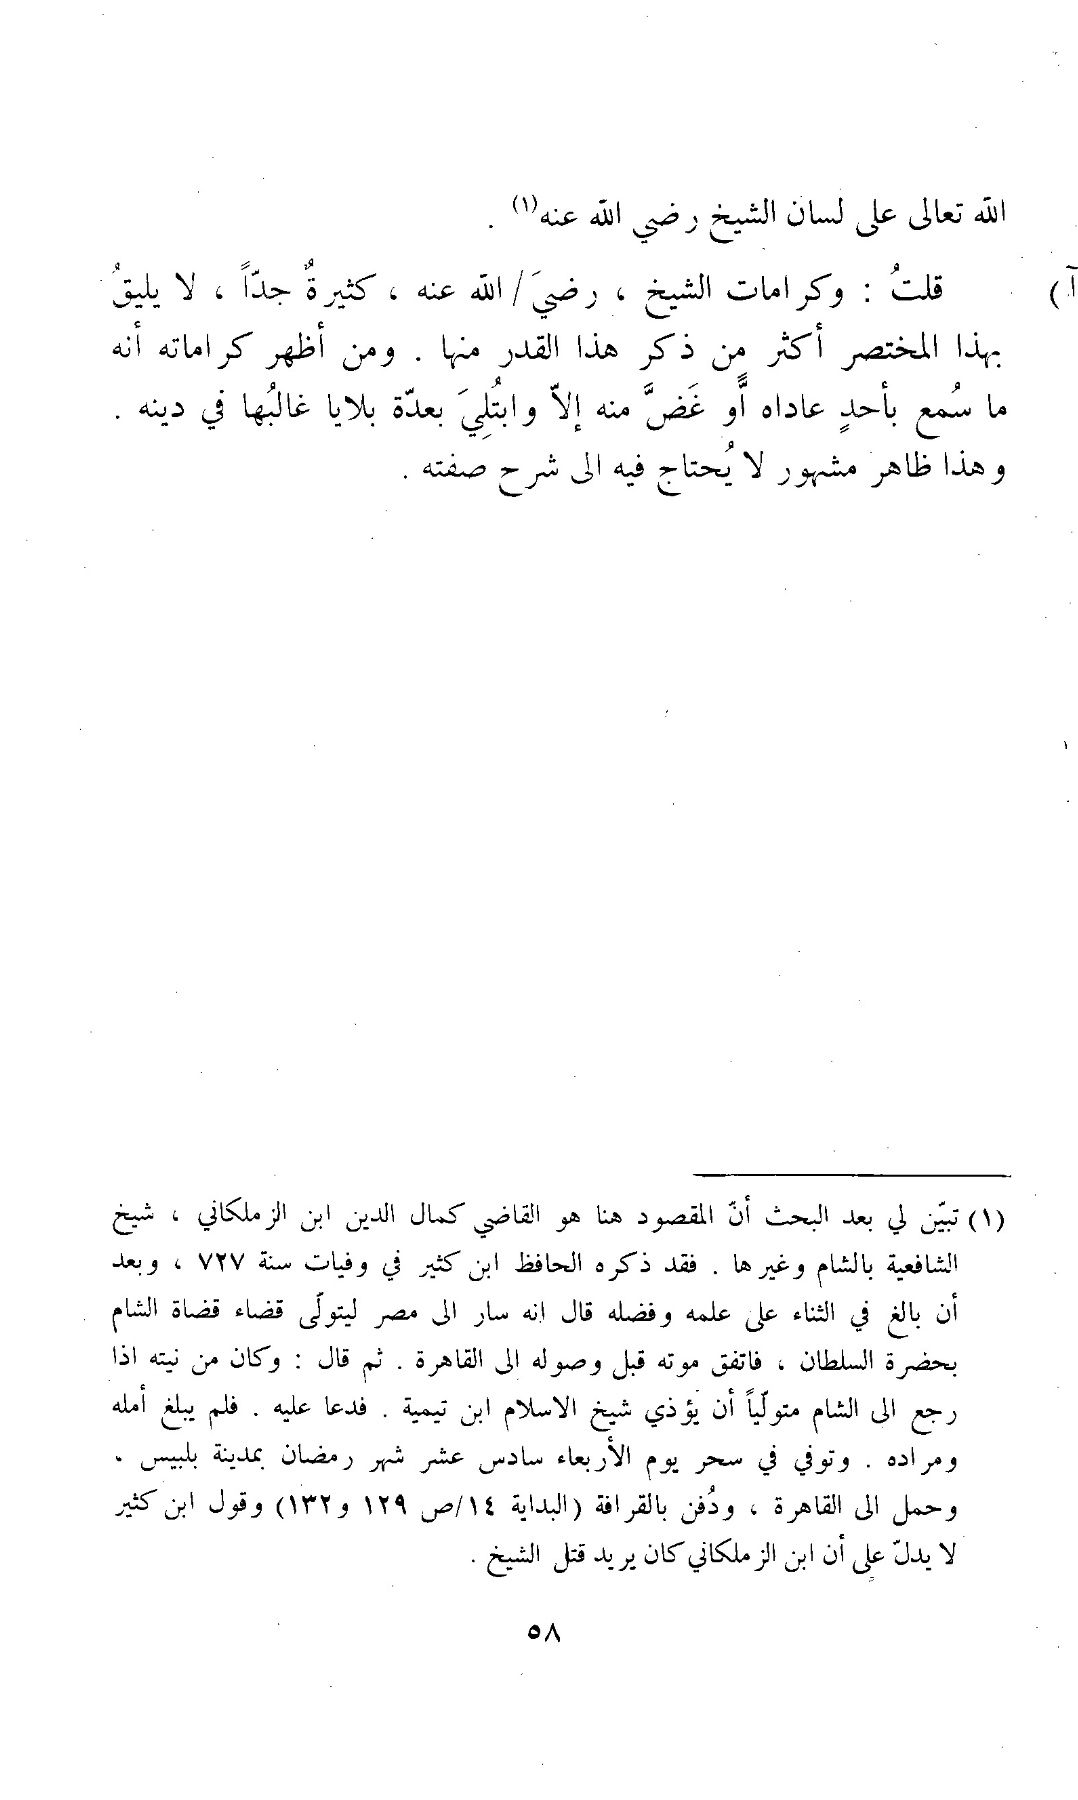 الله تعالى على لسان الشيخ رضي الله عنه(١) .
قلتُ : وكرامات الشيخ ، رضيَ/ الله عنه ، كثيرةٌ جدّاً ، لا يليقُ
بهذا المختصر أكثر من ذكر هذا القدر منها . ومن أظهر كراماته أنه
ما سُمع بأحدٍ عاداه أو غَضَّ منه إلاّ وابتُلِيَ بعدّة بلايا غالبُها في دينه .
وهذا ظاهر مشهور لا يُحتاج فيه الى شرح صفته .
(١) تبيّن لي بعد البحث أنّ المقصود هنا هو القاضي كمال الدين ابن الزملكاني ، شيخ
الشافعية بالشام وغيرها . فقد ذكره الحافظ ابن كثير في وفيات سنة ٧٢٧ ، وبعد
أن بالغ في الثناء على علمه وفضله قال انه سار الى مصر ليتولّى قضاء قضاة الشام
بحضرة السلطان ، فاتفق موته قبل وصوله الى القاهرة . ثم قال : وكان من نيته اذا
رجع الى الشام متولّياً أن يؤذي شيخ الاسلام ابن تيمية . فدعا عليه . فلم يبلغ أمله
ومراده . وتوفي في سحر يوم الأربعاء سادس عشر شهر رمضان بمدينة بلبيس .
وحمل الى القاهرة ، ودُفن بالقرافة (البداية ١٤/ص ١٢٩ و١٣٢) وقول ابن كثير
لا يدلّ على أن ابن الزملكاني كان يريد قتل الشيخ .
٥٨